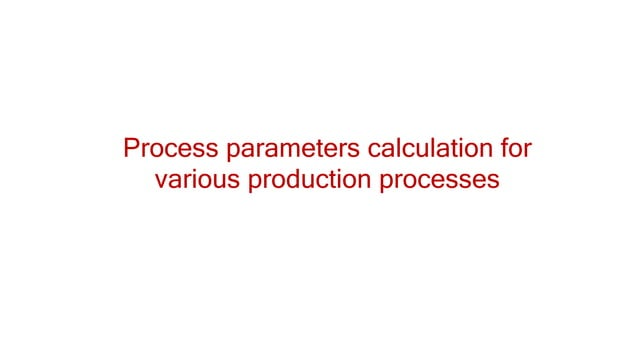 Process parameters calculation for
various production processes